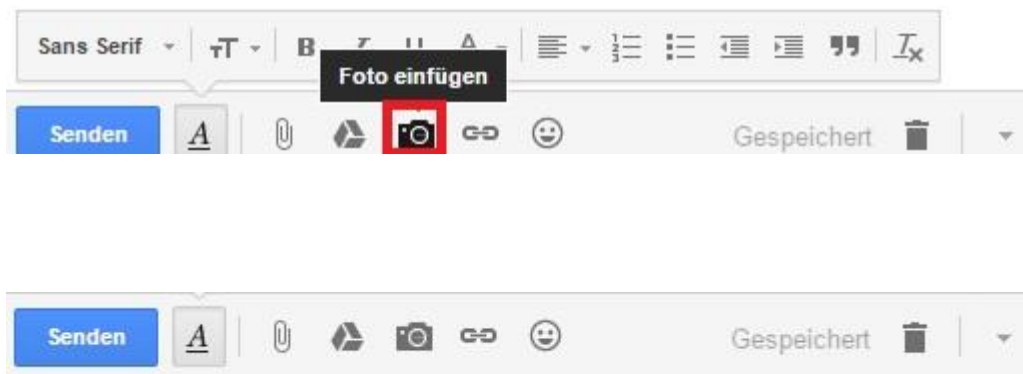 Sans Serif
Foto einfügen
Senden A Gespeichert
Senden A Gespeichert